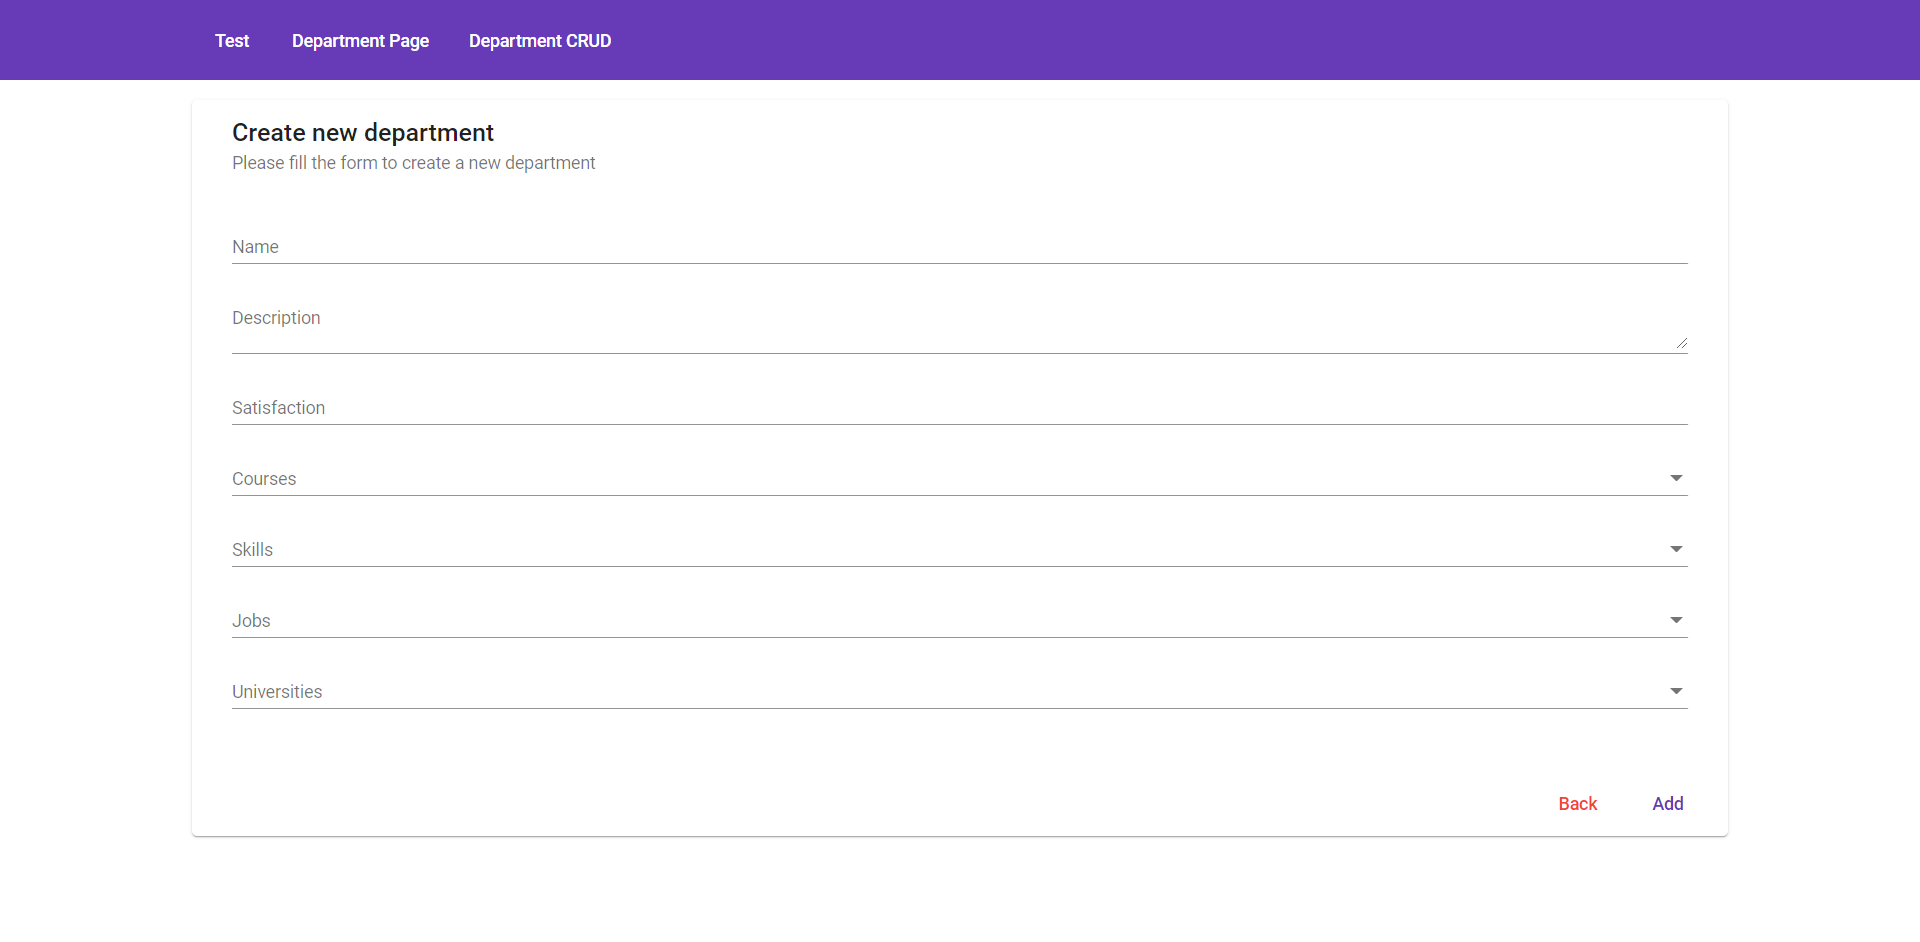 Test Department Page Department CRUD
Create new department
Please fill the form to create a new department
Name
Description
Satisfaction
Courses
Skills
Jobs
Universities
Back Add